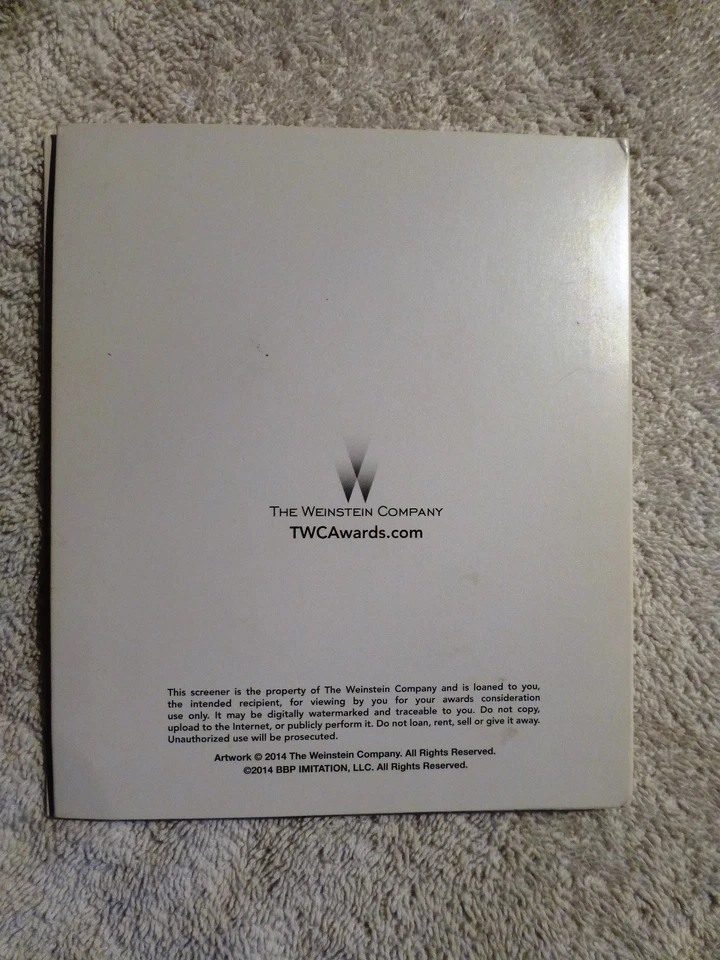 THE WEINSTEIN COMPANY
TWCAwards.com
This screener is the property of The Weinstein Company and is loaned to you,
the intended recipient, for viewing by you for your awards consideration
use only. It may be digitally watermarked and traceable to you. Do not copy,
upload to the Internet, or publicly perform it. Do not loan, rent, sell or give it away.
Unauthorized use will be prosecuted.
Artwork © 2014 The Weinstein Company. All Rights Reserved.
©2014 BBP IMITATION, LLC. All Rights Reserved.